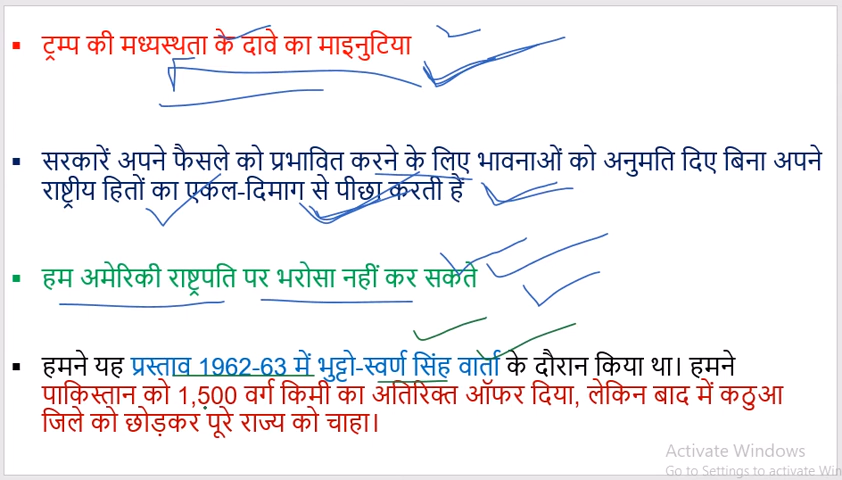 ट्रम्प की मध्यस्थता के दावे का माइनुटिया
सरकारें अपने फैसले को प्रभावित करने के लिए भावनाओं को अनुमति दिए बिना अपने
राष्ट्रीय हितों का एकल-दिमाग से पीछा करती हैं
हम अमेरिकी राष्ट्रपति पर भरोसा नहीं कर सकते
हमने यह प्रस्ताव 1962-63 में भुट्टो-स्वर्ण सिंह वार्ता के दौरान किया था। हमने
पाकिस्तान को 1,500 वर्ग किमी का अतिरिक्त ऑफर दिया, लेकिन बाद में कठुआ
जिले को छोड़कर पूरे राज्य को चाहा।
Activate Windows
Go to Settings to activate Win